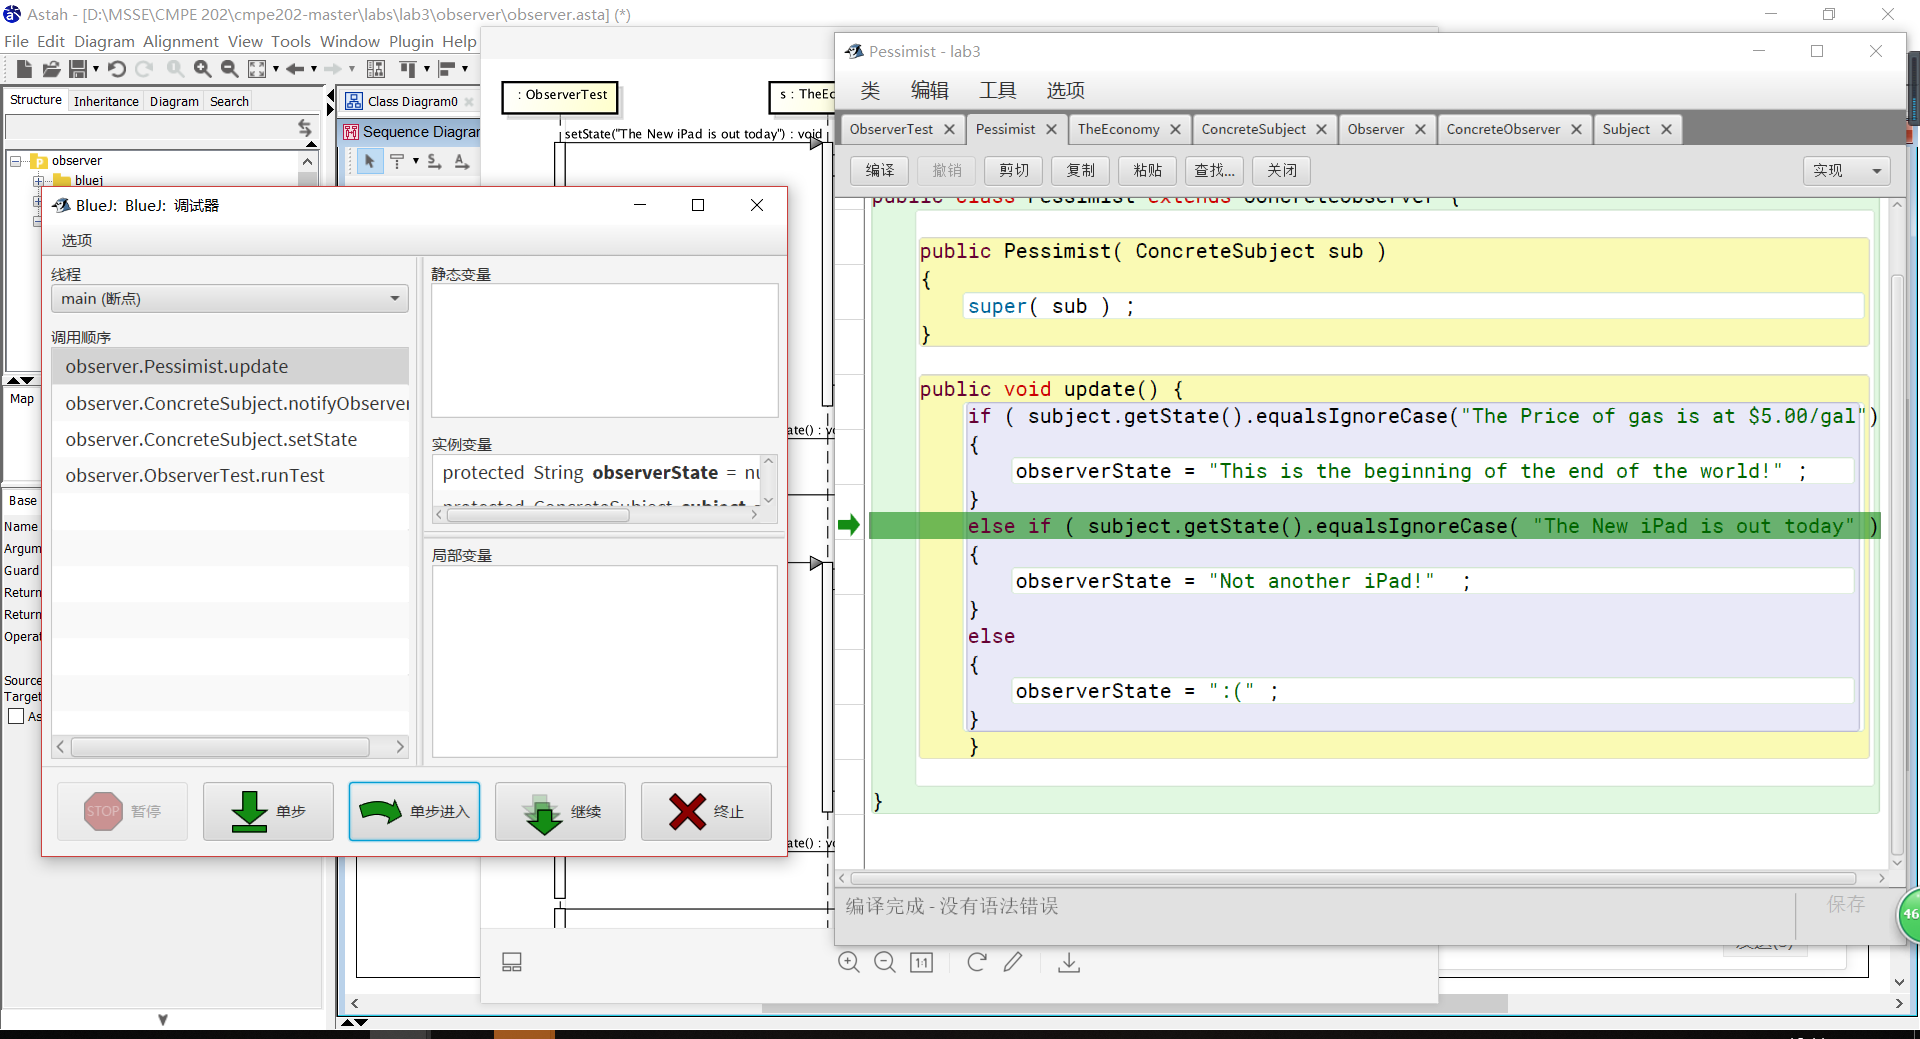 Astah - [D:\MSSE\CMPE 202\cmpe202-master\labs\lab3\observer\observer.asta] (*)
File Edit Diagram Alignment View Tools Window Plugin Help
Structure Inheritance Diagram Search
observer
bluej
Map
Base
Name
Argum
Guard
Return
Return
Operat
Source
Target
As
Class Diagram0
Sequence Diagram
: ObserverTest
s : TheEc
setState("The New iPad is out today") : void
ate() : vo
ate() : vo
1:1
BlueJ: BlueJ: 调试器
选项
线程
main (断点)
调用顺序
observer.Pessimist.update
observer.ConcreteSubject.notifyObserver
observer.ConcreteSubject.setState
observer.ObserverTest.runTest
静态变量
实例变量
protected String observerState = nu
protected ConcreteSubject subject
局部变量
STOP 暂停
单步
单步进入
继续
终止
Pessimist - lab3
类 编辑 工具 选项
ObserverTest Pessimist TheEconomy ConcreteSubject Observer ConcreteObserver Subject
编译 撤销 剪切 复制 粘贴 查找... 关闭 实现
public class Pessimist extends ConcreteObserver {
public Pessimist( ConcreteSubject sub )
{
super( sub ) ;
}
public void update() {
if ( subject.getState().equalsIgnoreCase("The Price of gas is at $5.00/gal")
{
observerState = "This is the beginning of the end of the world!" ;
}
else if ( subject.getState().equalsIgnoreCase( "The New iPad is out today" )
{
observerState = "Not another iPad!"  ;
}
else
{
observerState = ":(" ;
}
}
}
编译完成 - 没有语法错误
保存
46